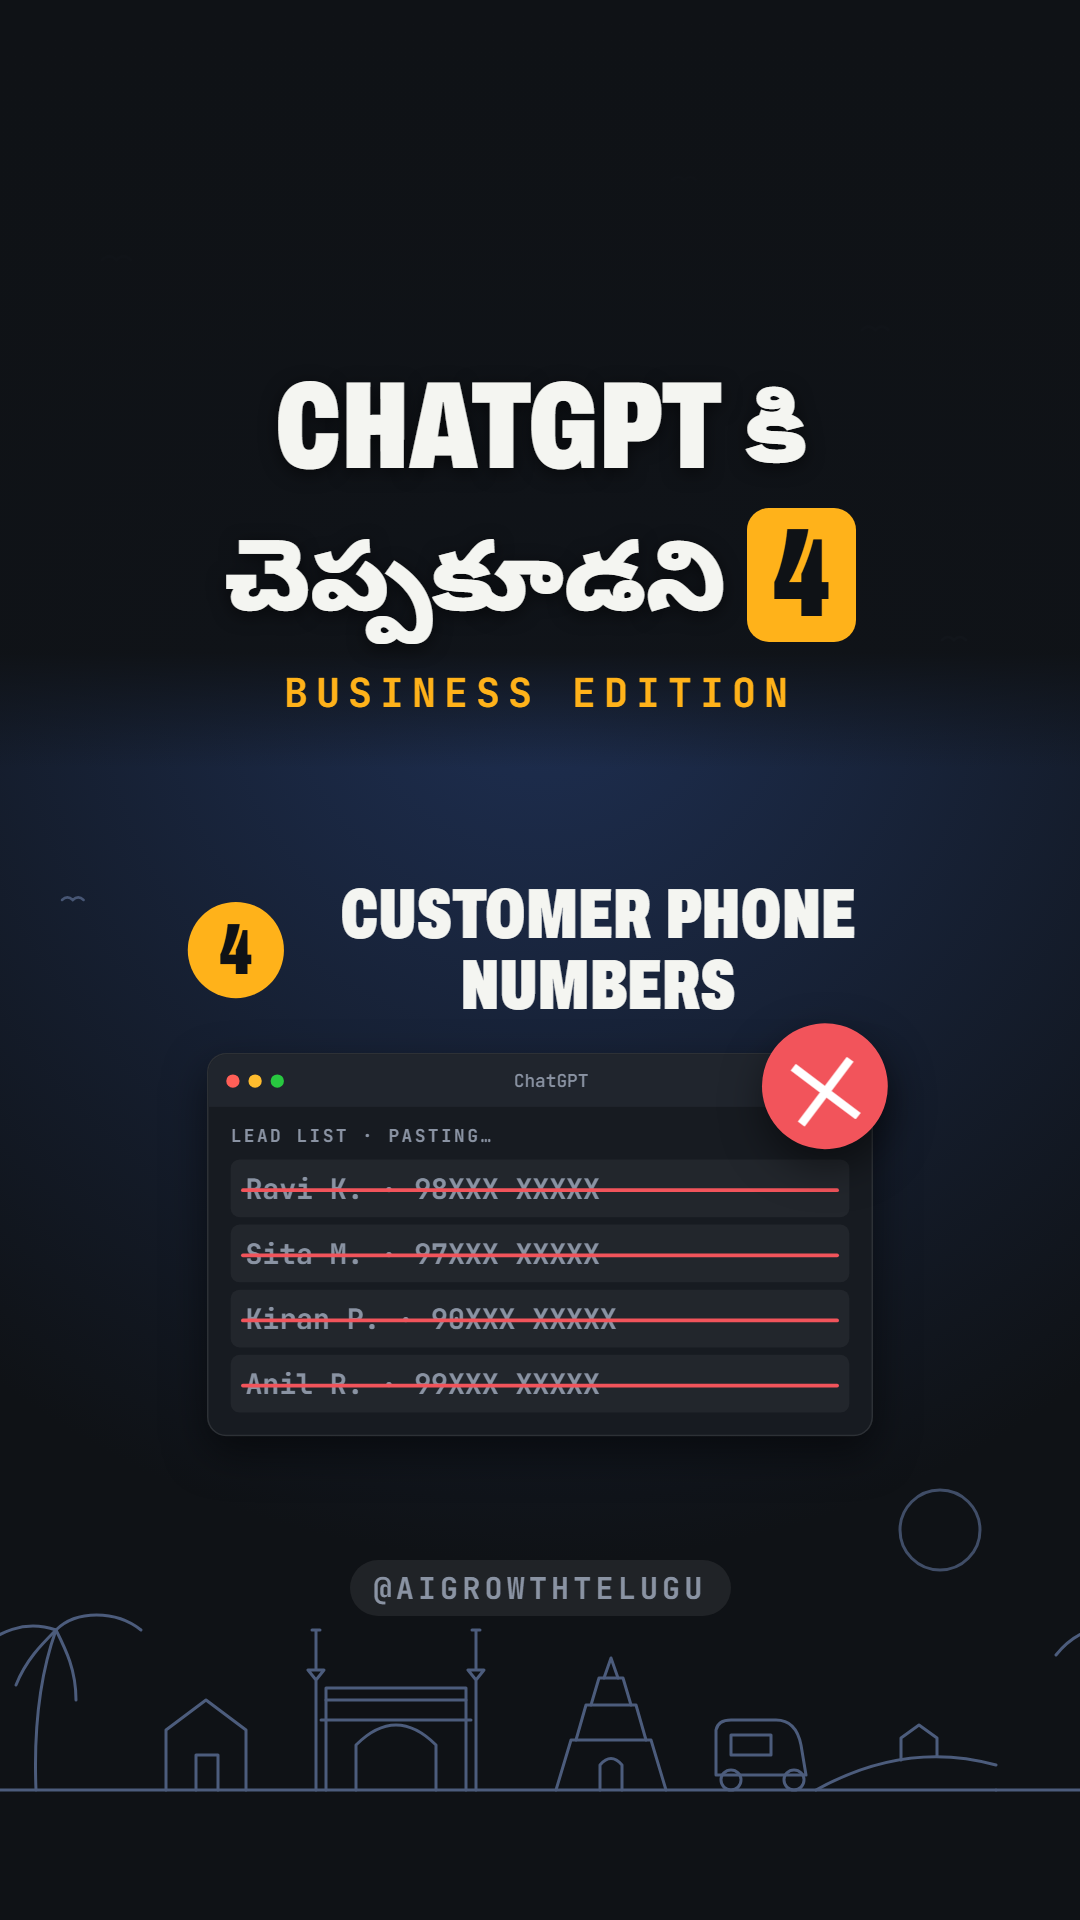 CHATGPT కి
చెప్పకూడని 4
BUSINESS EDITION
4
CUSTOMER PHONE
NUMBERS
ChatGPT
LEAD LIST · PASTING…
Ravi K. · 98XXX XXXXX
Sita M. · 97XXX XXXXX
Kiran P. · 90XXX XXXXX
Anil R. · 99XXX XXXXX
@AIGROWTHTELUGU